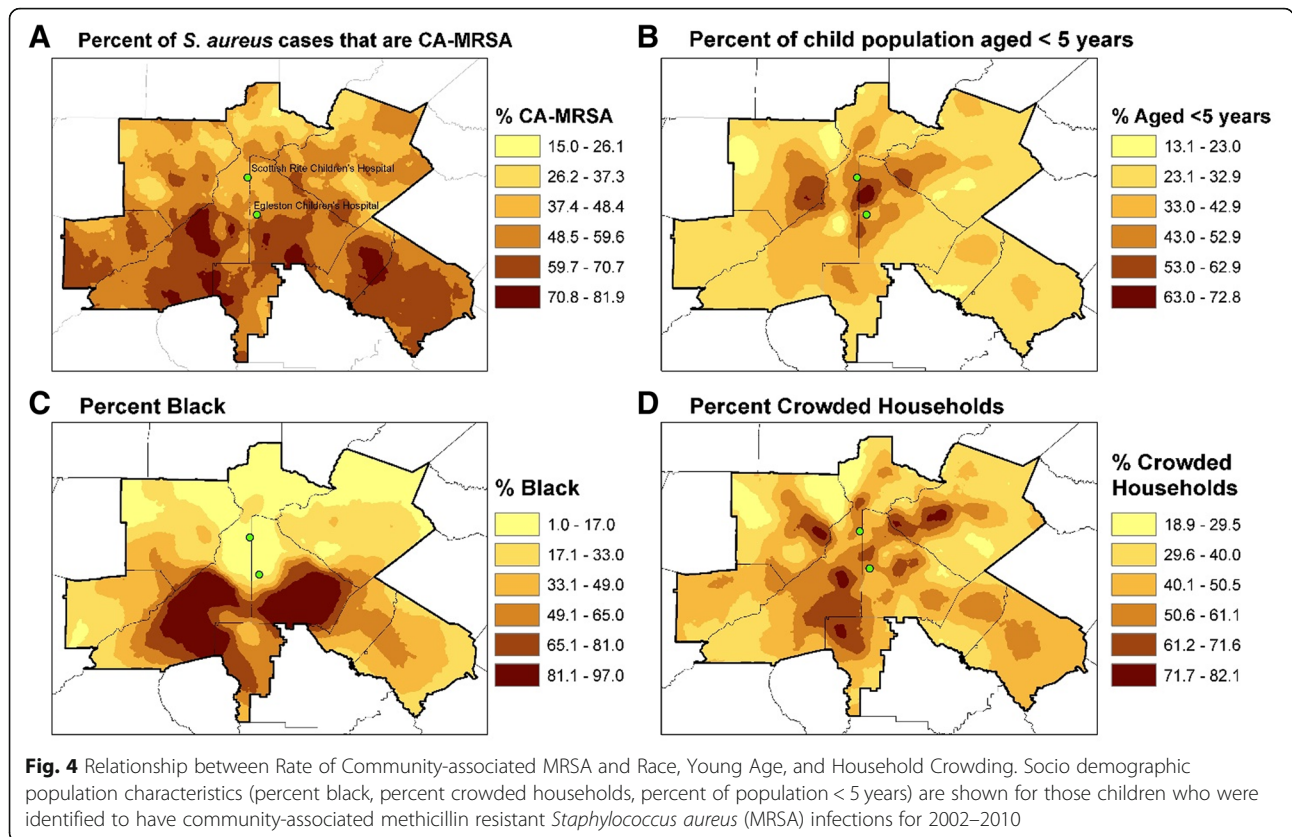 A Percent of S. aureus cases that are CA-MRSA
% CA-MRSA
15.0 - 26.1
26.2 - 37.3
37.4 - 48.4
48.5 - 59.6
59.7 - 70.7
70.8 - 81.9
Scottish Rite Children's Hospital
Egleston Children's Hospital
B Percent of child population aged < 5 years
% Aged <5 years
13.1 - 23.0
23.1 - 32.9
33.0 - 42.9
43.0 - 52.9
53.0 - 62.9
63.0 - 72.8
C Percent Black
% Black
1.0 - 17.0
17.1 - 33.0
33.1 - 49.0
49.1 - 65.0
65.1 - 81.0
81.1 - 97.0
D Percent Crowded Households
% Crowded
Households
18.9 - 29.5
29.6 - 40.0
40.1 - 50.5
50.6 - 61.1
61.2 - 71.6
71.7 - 82.1
Fig. 4 Relationship between Rate of Community-associated MRSA and Race, Young Age, and Household Crowding. Socio demographic
population characteristics (percent black, percent crowded households, percent of population < 5 years) are shown for those children who were
identified to have community-associated methicillin resistant Staphylococcus aureus (MRSA) infections for 2002–2010